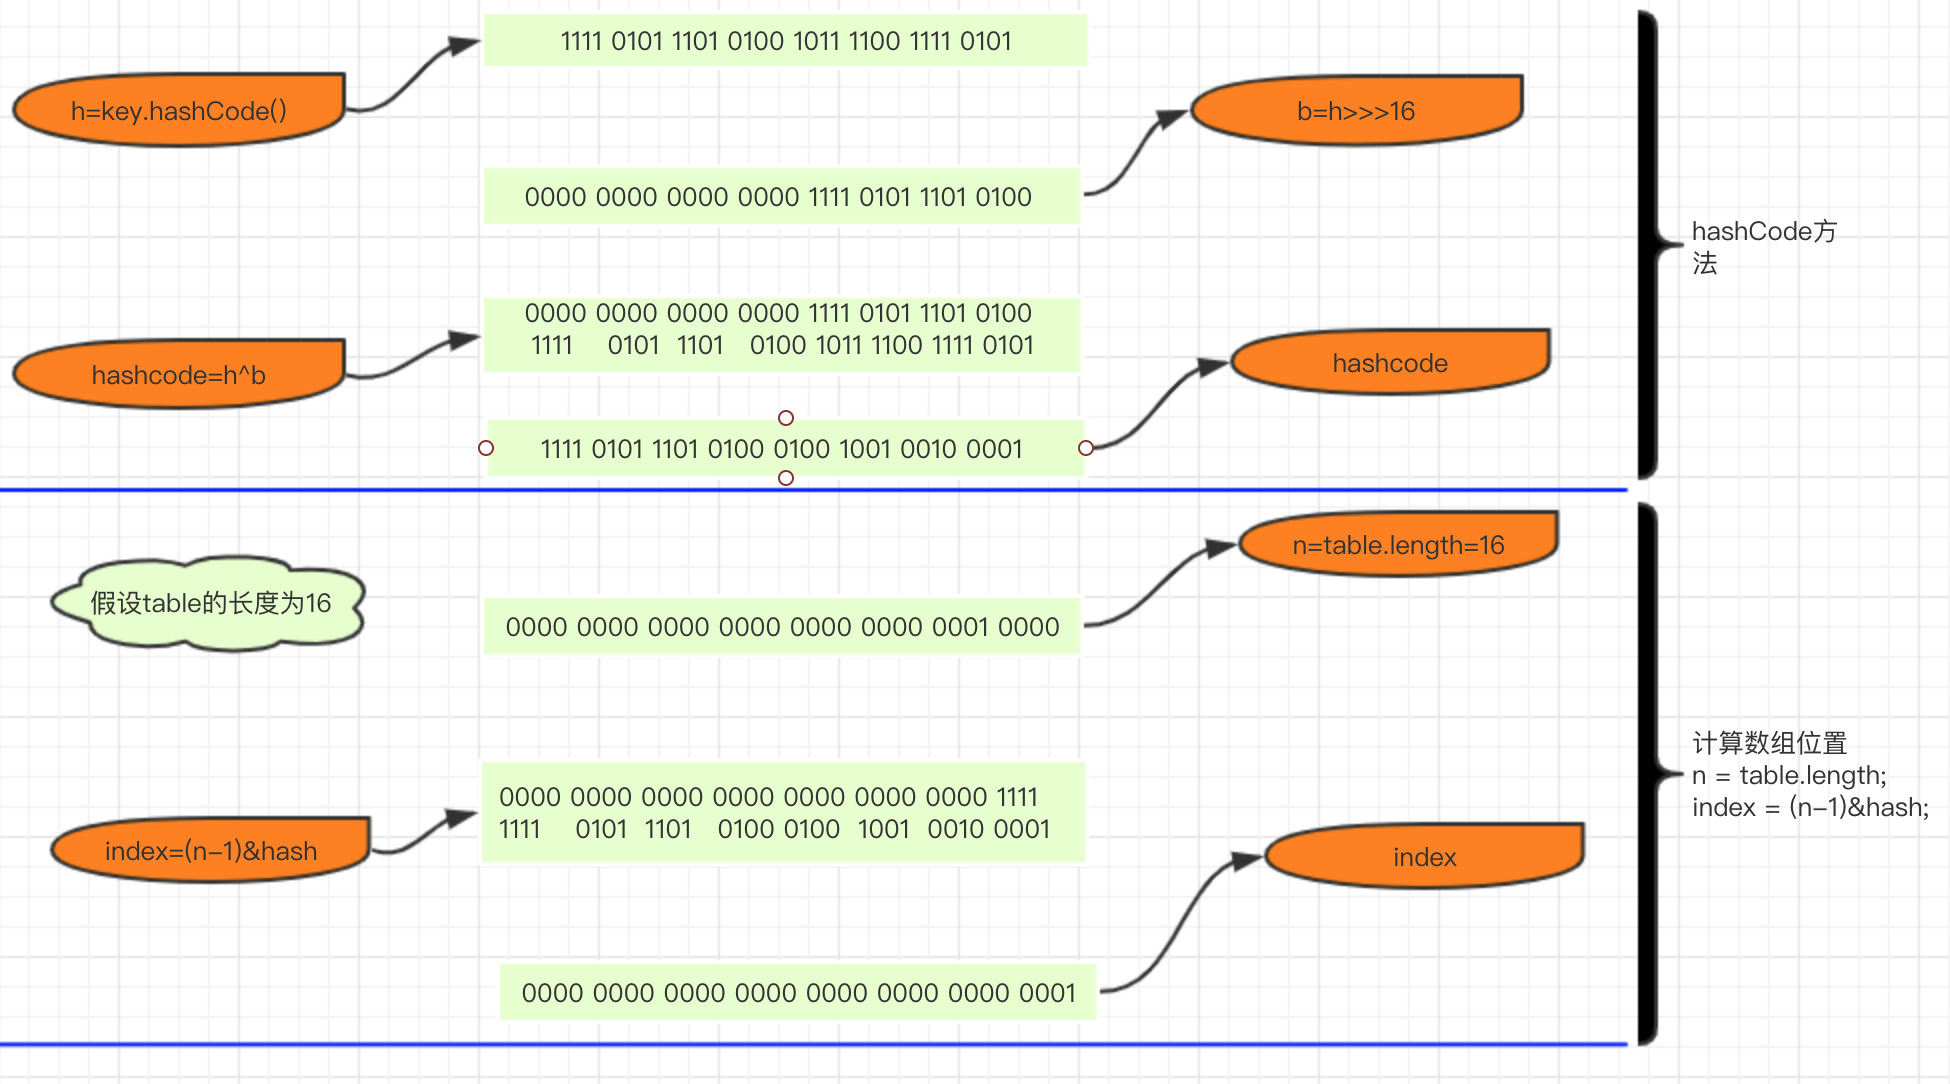 1111 0101 1101 0100 1011 1100 1111 0101
h=key.hashCode()
b=h>>>16
0000 0000 0000 0000 1111 0101 1101 0100
hashCode方
法
0000 0000 0000 0000 1111 0101 1101 0100
1111 0101 1101 0100 1011 1100 1111 0101
hashcode=h^b
hashcode
1111 0101 1101 0100 0100 1001 0010 0001
n=table.length=16
假设table的长度为16
0000 0000 0000 0000 0000 0000 0001 0000
计算数组位置
n = table.length;
index = (n-1)&hash;
0000 0000 0000 0000 0000 0000 0000 1111
1111 0101 1101 0100 0100 1001 0010 0001
index=(n-1)&hash
index
0000 0000 0000 0000 0000 0000 0000 0001